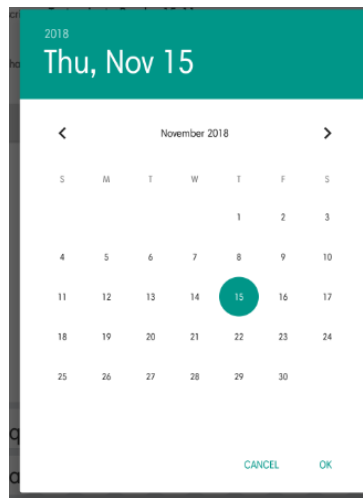 2018
Thu, Nov 15
November 2018
S M T W T F S
1 2 3
4 5 6 7 8 9 10
11 12 13 14 15 16 17
18 19 20 21 22 23 24
25 26 27 28 29 30
CANCEL OK